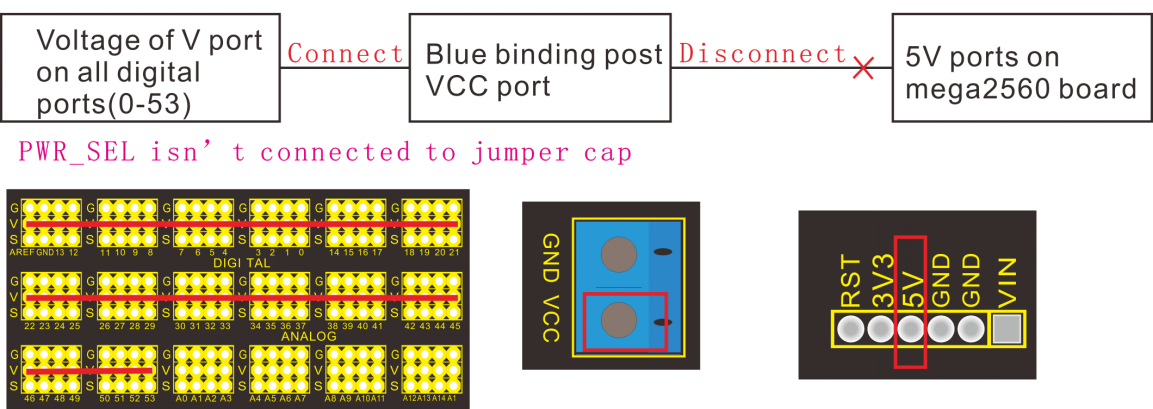 Voltage of V port
on all digital
ports(0-53)
Connect
Blue binding post
VCC port
Disconnect
5V ports on
mega2560 board
PWR_SEL isn't connected to jumper cap
G G G G G G
V V V V V V
S S S S S S
AREF GND 13 12 11 10 9 8 7 6 5 4 3 2 1 0 14 15 16 17 18 19 20 21
DIGI TAL
G G G G G G
V V V V V V
S S S S S S
22 23 24 25 26 27 28 29 30 31 32 33 34 35 36 37 38 39 40 41 42 43 44 45
ANALOG
G G G G G G
V V V V V V
S S S S S S
46 47 48 49 50 51 52 53 A0 A1 A2 A3 A4 A5 A6 A7 A8 A9 A10 A11 A12 A13 A14 A1
GND VCC
RST
3V3
5V
GND
GND
VIN